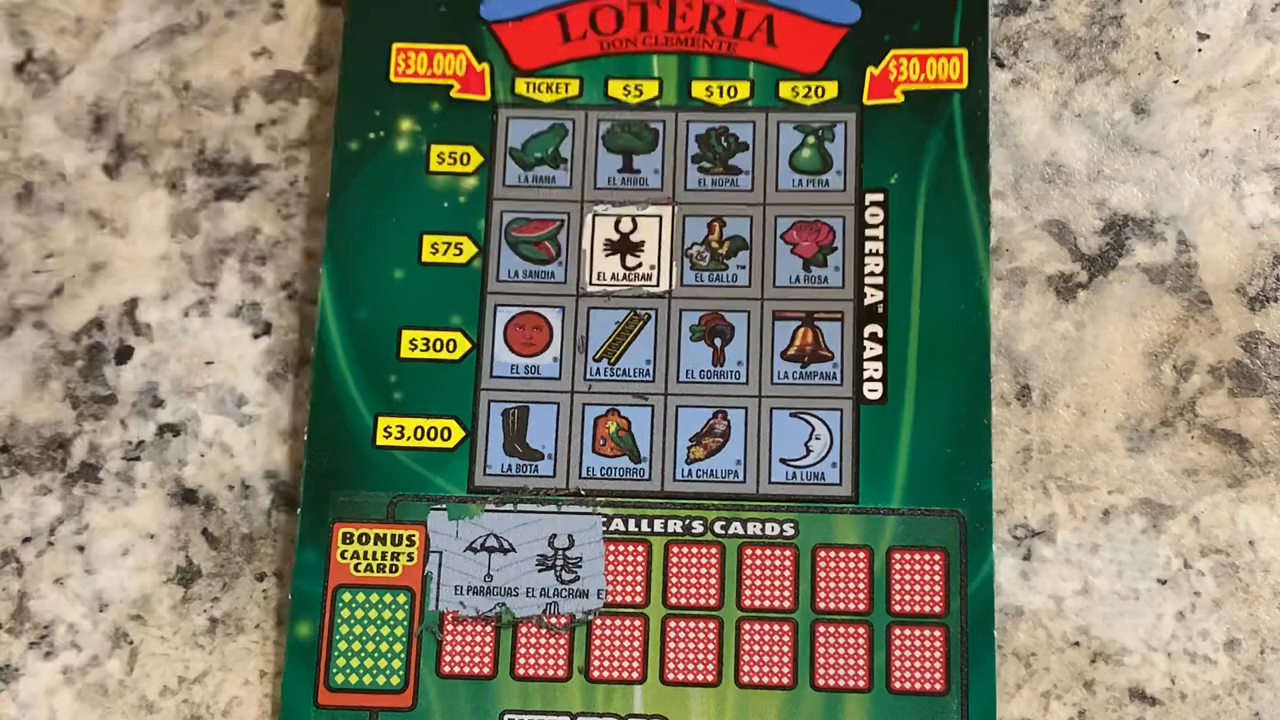 LOTERIA
DON CLEMENTE
$30,000
$30,000
TICKET $5 $10 $20
$50
LA RANA EL ARBOL EL NOPAL LA PERA
$75
LA SANDIA EL ALACRAN EL GALLO LA ROSA
$300
EL SOL LA ESCALERA EL GORRITO LA CAMPANA
$3,000
LA BOTA EL COTORRO LA CHALUPA LA LUNA
LOTERIA™ CARD
CALLER'S CARDS
BONUS
CALLER'S
CARD
EL PARAGUAS EL ALACRAN